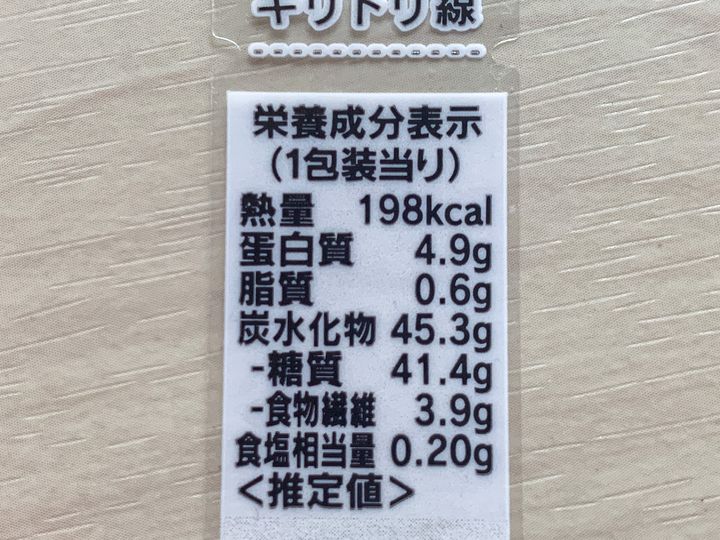 キリトリ線
栄養成分表示
（1包装当り）
熱量 198kcal
蛋白質 4.9g
脂質 0.6g
炭水化物 45.3g
-糖質 41.4g
-食物繊維 3.9g
食塩相当量 0.20g
＜推定値＞